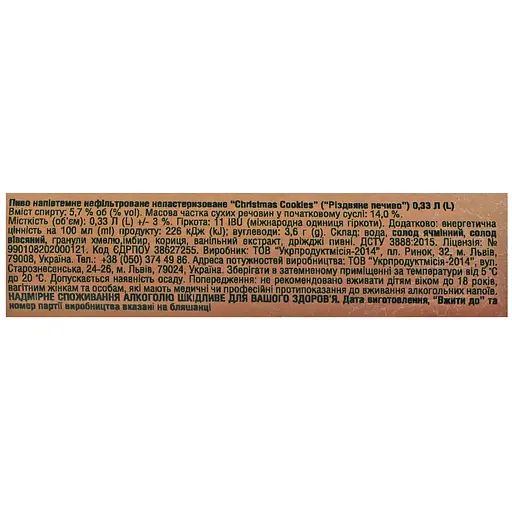 Пиво напівтемне нефільтроване непастеризоване "Christmas Cookies" ("Різдвяне печиво") 0,33 Л (L)
Вміст спирту: 5,7 % об (% vol). Масова частка сухих речовин у початковому суслі: 14,0 %.
Місткість (об'єм): 0,33 Л (L) +/- 3 %. Гіркота: 11 IBU (міжнародна одиниця гіркоти). Додатково: енергетична
цінність на 100 мл (ml) продукту: 226 кДж (kJ); вуглеводи: 3,6 г (g). Склад: вода, солод ячмінний, солод
вівсяний, гранули хмелю,імбир, кориця, ванільний екстракт, дріжджі пивні. ДСТУ 3888:2015. Ліцензія: №
990108202000121. Код ЄДРПОУ 38627255. Виробник: ТОВ "Укрпродуктмісія-2014", пл. Ринок, 32, м. Львів,
79008, Україна, Тел.: +38 (050) 374 49 86. Адреса потужностей виробництва: ТОВ "Укрпродуктмісія-2014", вул.
Старознесенська, 24-26, м. Львів, 79024, Україна. Зберігати в затемненому приміщенні за температури від 5 °С
до 20 °С. Допускається наявність осаду. Попередження: не рекомендовано вживати дітям віком до 18 років,
вагітним жінкам та особам, які мають медичні чи професійні протипоказання до вживання алкогольних напоїв.
НАДМІРНЕ СПОЖИВАННЯ АЛКОГОЛЮ ШКІДЛИВЕ ДЛЯ ВАШОГО ЗДОРОВ'Я. Дата виготовлення, "Вжити до" та
номер партії виробництва вказані на бляшанці